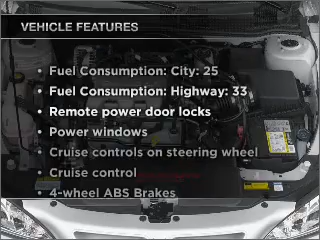 VEHICLE FEATURES
• Fuel Consumption: City: 25
• Fuel Consumption: Highway: 33
• Remote power door locks
• Power windows
• Cruise controls on steering wheel
• Cruise control
• 4-wheel ABS Brakes